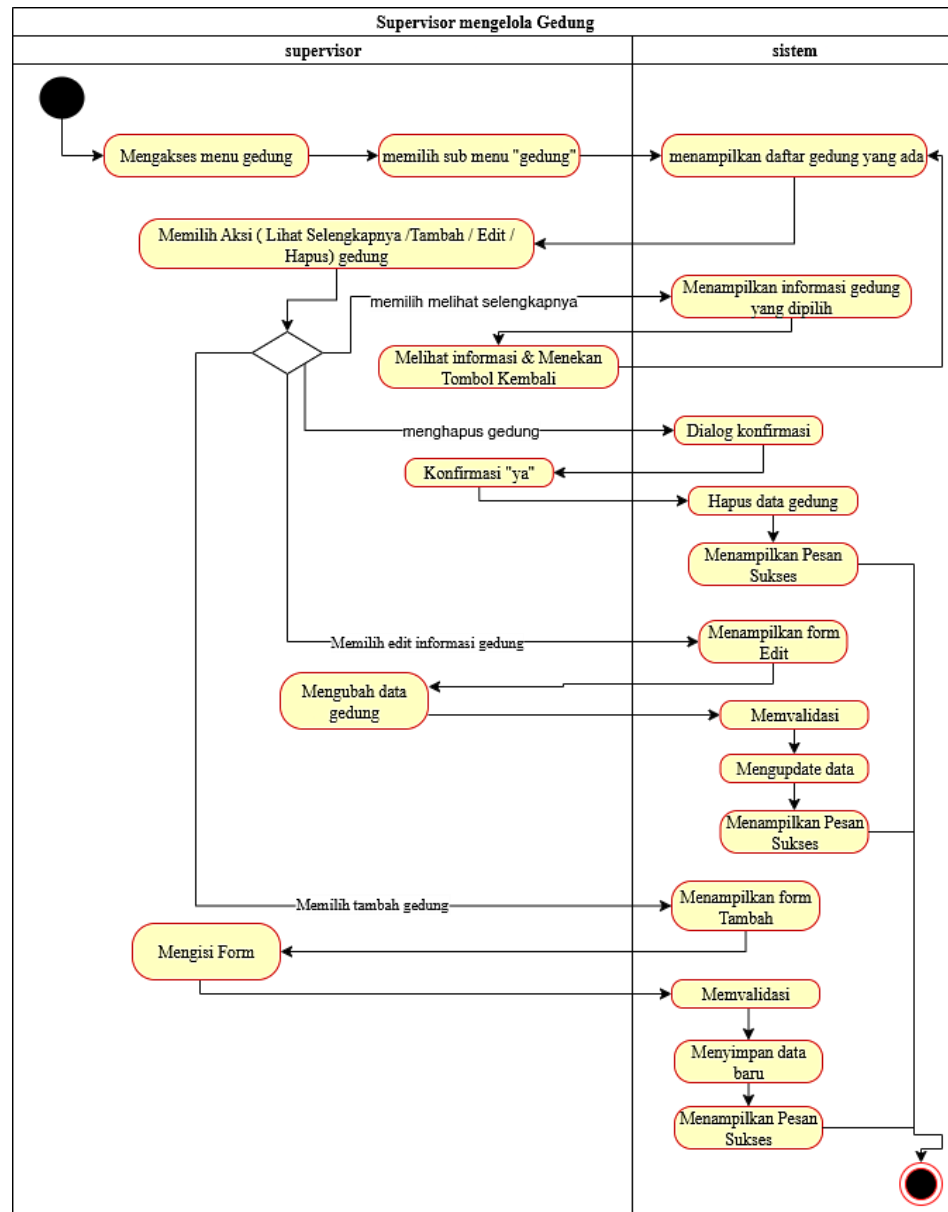 Supervisor mengelola Gedung
supervisor
sistem
Mengakses menu gedung
memilih sub menu "gedung"
menampilkan daftar gedung yang ada
Memilih Aksi ( Lihat Selengkapnya /Tambah / Edit /
Hapus) gedung
memilih melihat selengkapnya
Menampilkan informasi gedung
yang dipilih
Melihat informasi & Menekan
Tombol Kembali
menghapus gedung
Dialog konfirmasi
Konfirmasi "ya"
Hapus data gedung
Menampilkan Pesan
Sukses
Memilih edit informasi gedung
Menampilkan form
Edit
Mengubah data
gedung
Memvalidasi
Mengupdate data
Menampilkan Pesan
Sukses
Memilih tambah gedung
Menampilkan form
Tambah
Mengisi Form
Memvalidasi
Menyimpan data
baru
Menampilkan Pesan
Sukses